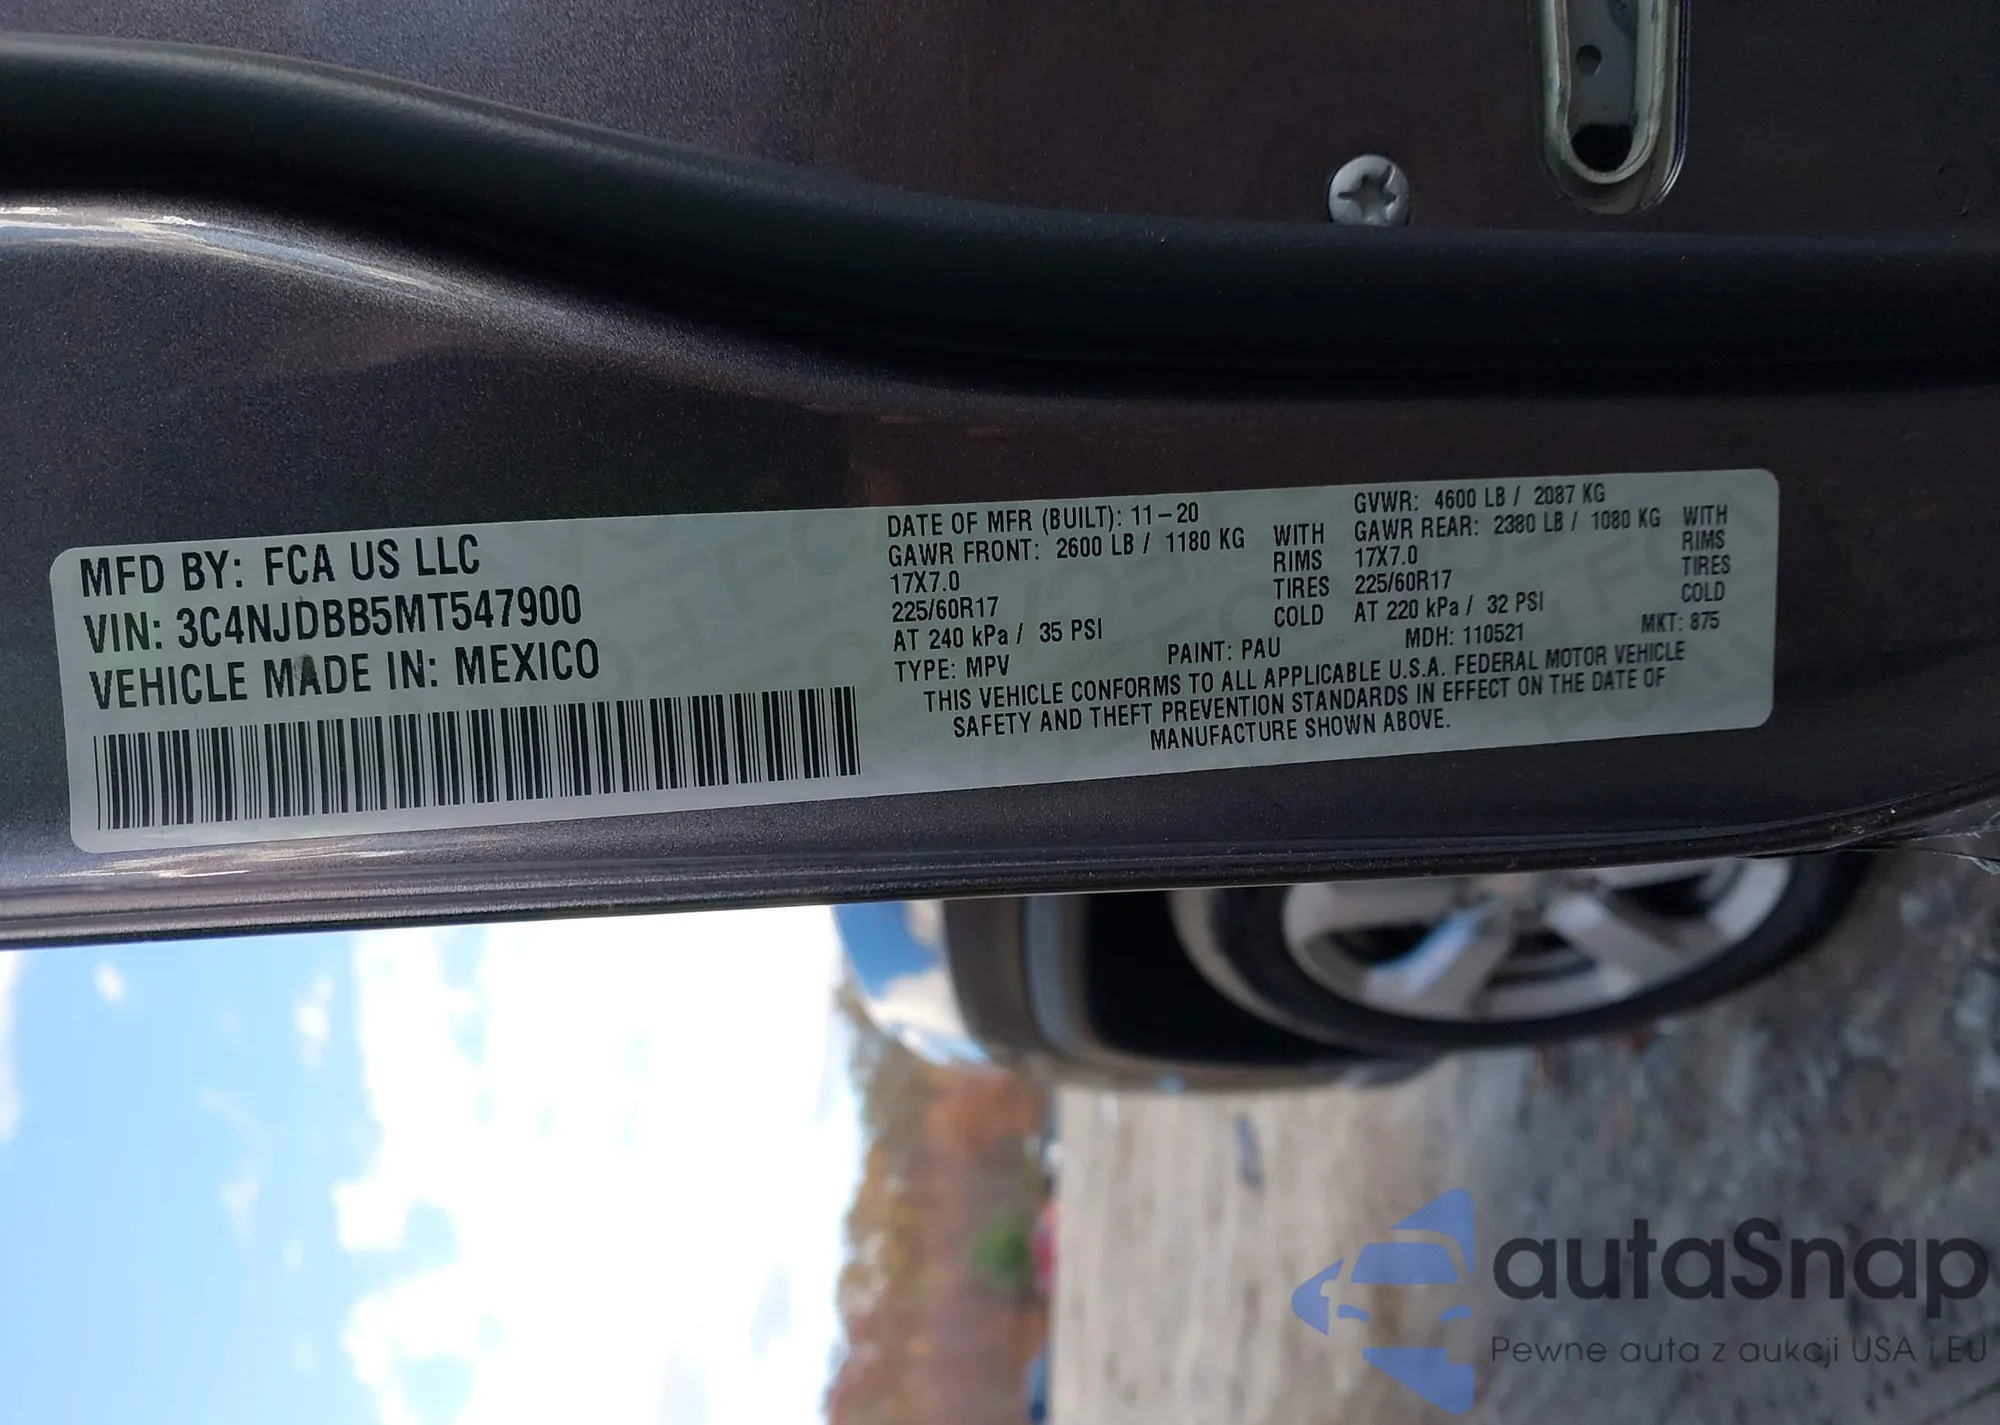 MFD BY: FCA US LLC
VIN: 3C4NJDBB5MT547900
VEHICLE MADE IN: MEXICO
DATE OF MFR (BUILT): 11-20 GVWR: 4600 LB / 2087 KG
GAWR FRONT: 2600 LB / 1180 KG WITH GAWR REAR: 2380 LB / 1080 KG WITH
17X7.0 RIMS 17X7.0 RIMS
225/60R17 TIRES 225/60R17 TIRES
AT 240 kPa / 35 PSI COLD AT 220 kPa / 32 PSI COLD
TYPE: MPV PAINT: PAU MDH: 110521 MKT: 875
THIS VEHICLE CONFORMS TO ALL APPLICABLE U.S.A. FEDERAL MOTOR VEHICLE
SAFETY AND THEFT PREVENTION STANDARDS IN EFFECT ON THE DATE OF
MANUFACTURE SHOWN ABOVE.
autaSnap
Pewne auta z aukcji USA i EU